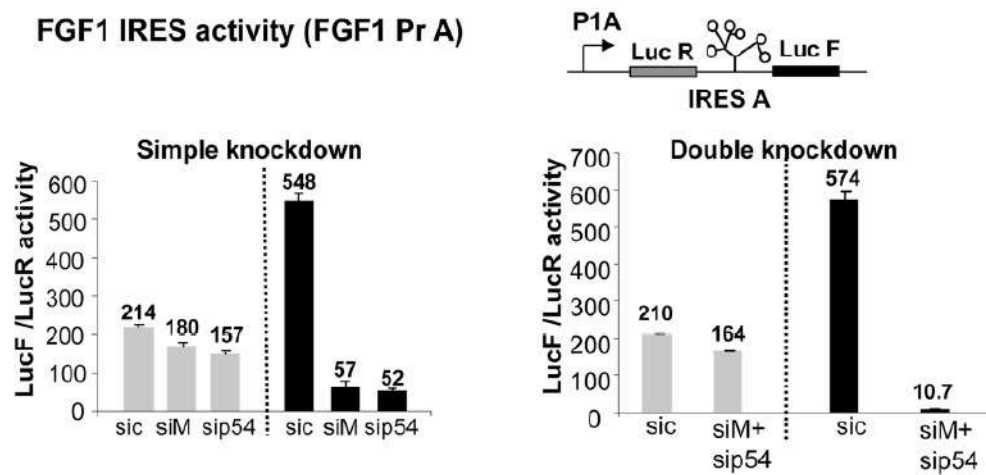 FGF1 IRES activity (FGF1 Pr A)
P1A
Luc R
Luc F
IRES A
Simple knockdown
LucF /LucR activity
600
500
400
300
200
100
0
214
180
157
548
57
52
sic siM sip54 sic siM sip54
Double knockdown
LucF /LucR activity
700
600
500
400
300
200
100
0
210
164
574
10.7
sic siM+ sic siM+
sip54 sip54